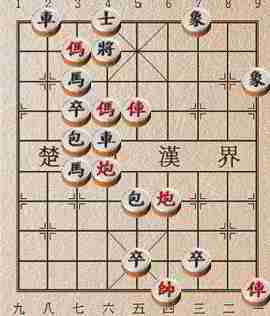 1 2 3 4 5 6 7 8 9
車 士 象
傌 將 象
馬
卒 傌 俥
包 車
楚 漢 界
馬 炮
包 炮
卒 卒
帥 俥
九 八 七 六 五 四 三 二 一